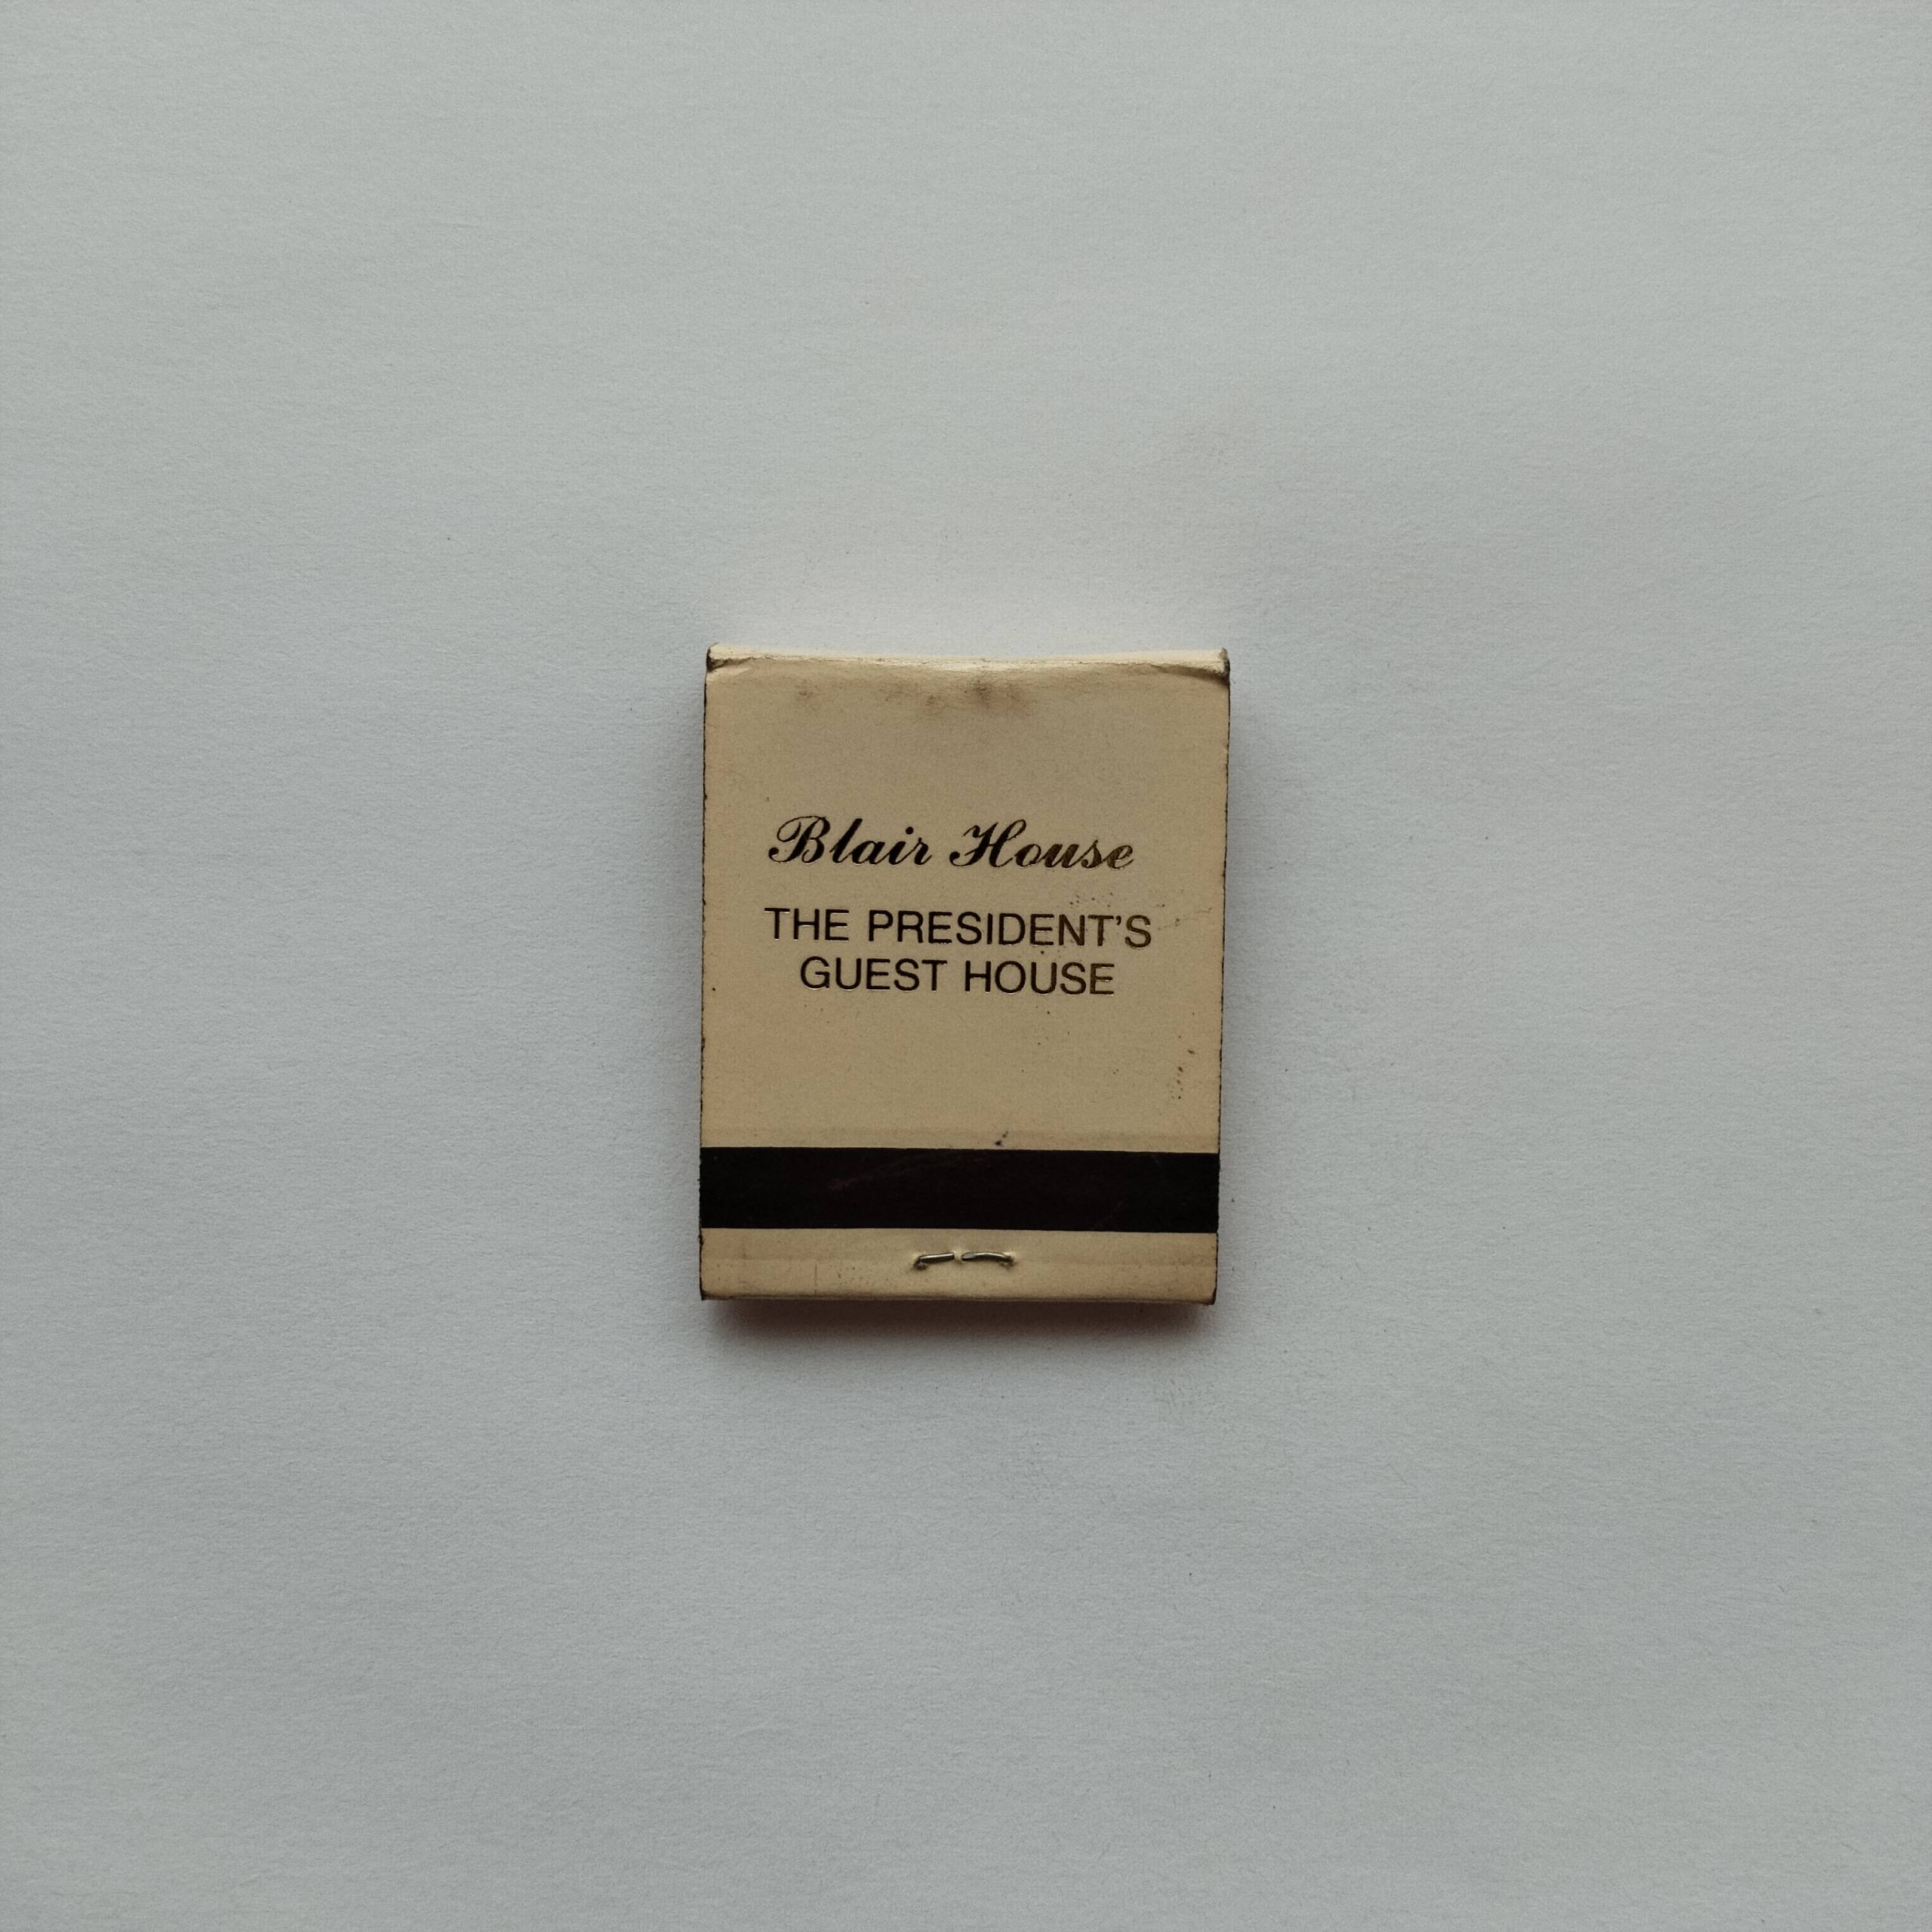 Blair House
THE PRESIDENT'S
GUEST HOUSE